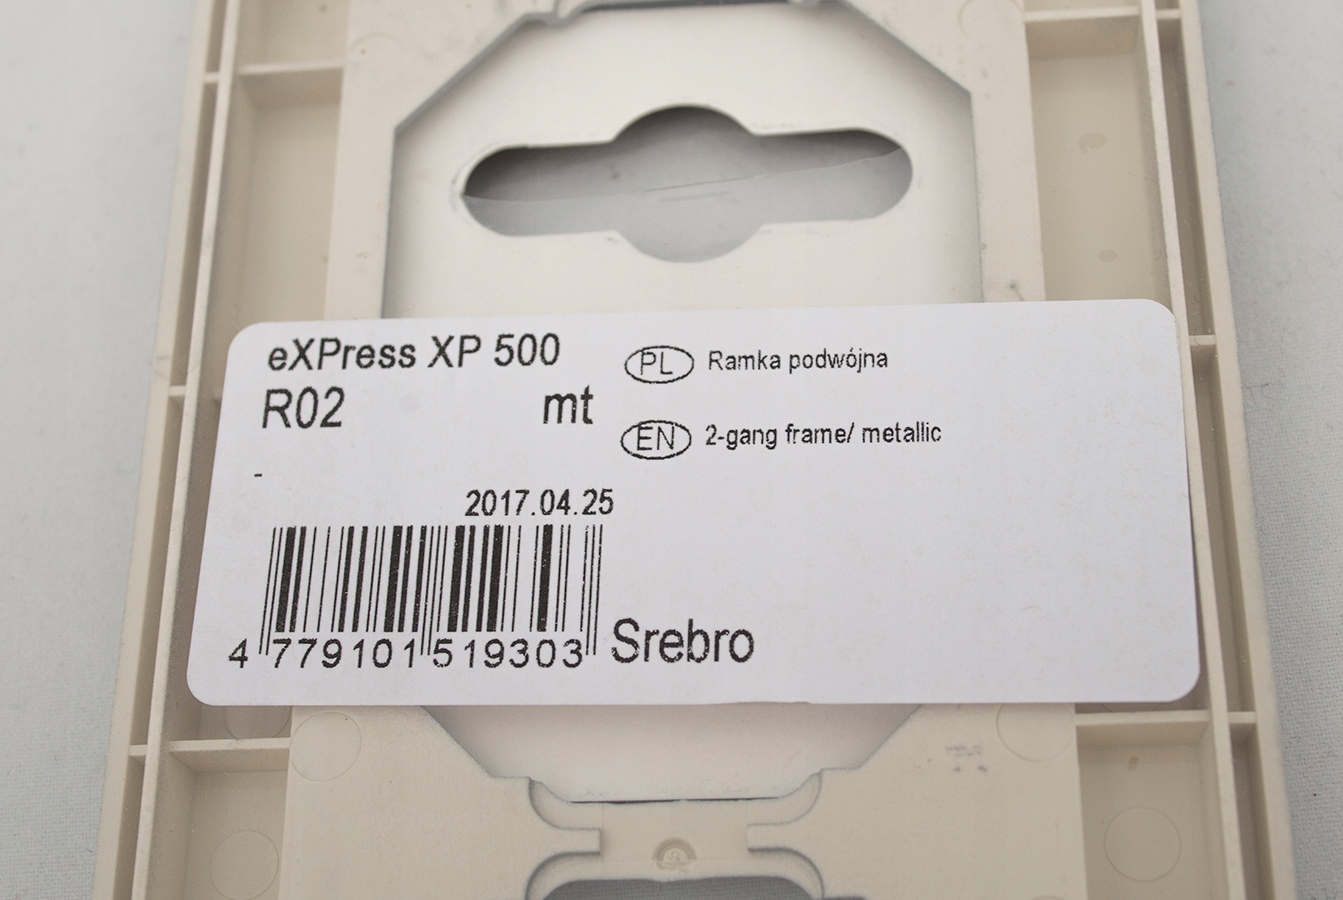 eXPress XP 500
R02 mt
PL Ramka podwójna
EN 2-gang frame/ metallic
-
2017.04.25
4 779101 519303
Srebro